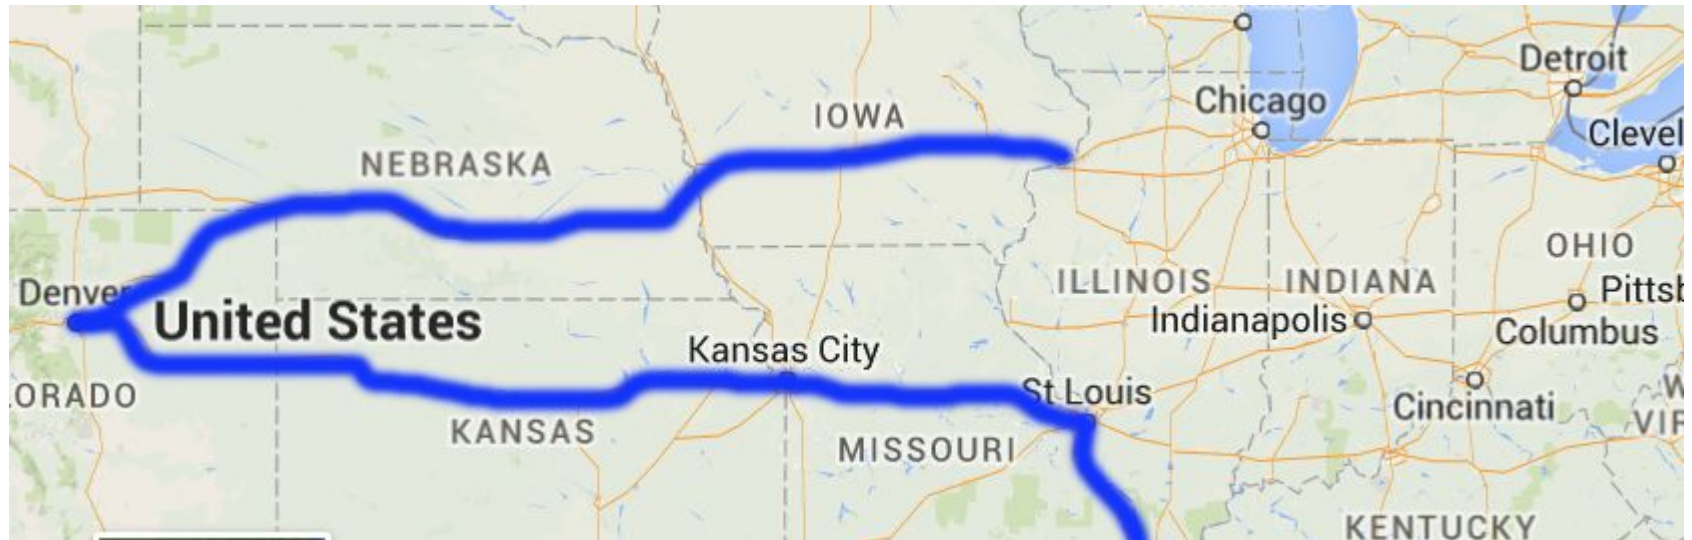 Detroit
Chicago
IOWA
Clevel
NEBRASKA
OHIO
ILLINOIS
INDIANA
Denver
Pittsb
United States
Indianapolis
Columbus
Kansas City
ORADO
St Louis
W
Cincinnati
VIR
KANSAS
MISSOURI
KENTUCKY